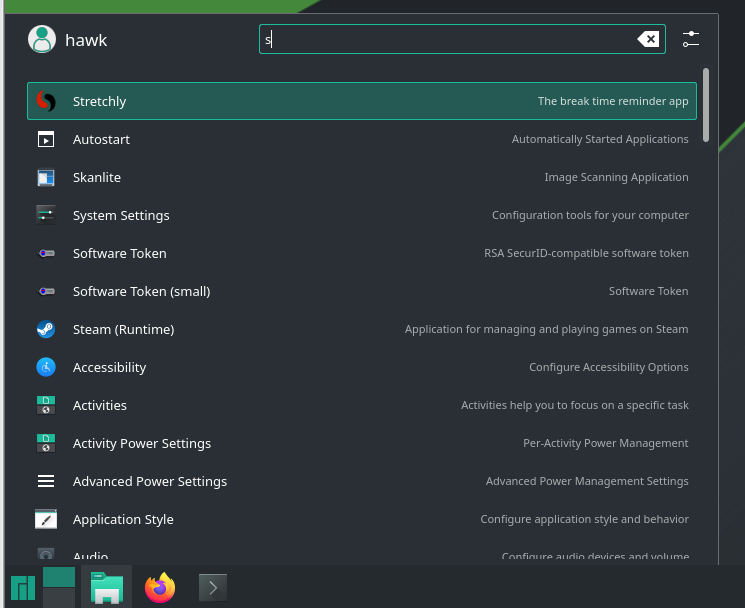 hawk
s
Stretchly The break time reminder app
Autostart Automatically Started Applications
Skanlite Image Scanning Application
System Settings Configuration tools for your computer
Software Token RSA SecurID-compatible software token
Software Token (small) Software Token
Steam (Runtime) Application for managing and playing games on Steam
Accessibility Configure Accessibility Options
Activities Activities help you to focus on a specific task
Activity Power Settings Per-Activity Power Management
Advanced Power Settings Advanced Power Management Settings
Application Style Configure application style and behavior
Audio Configure audio devices and volume